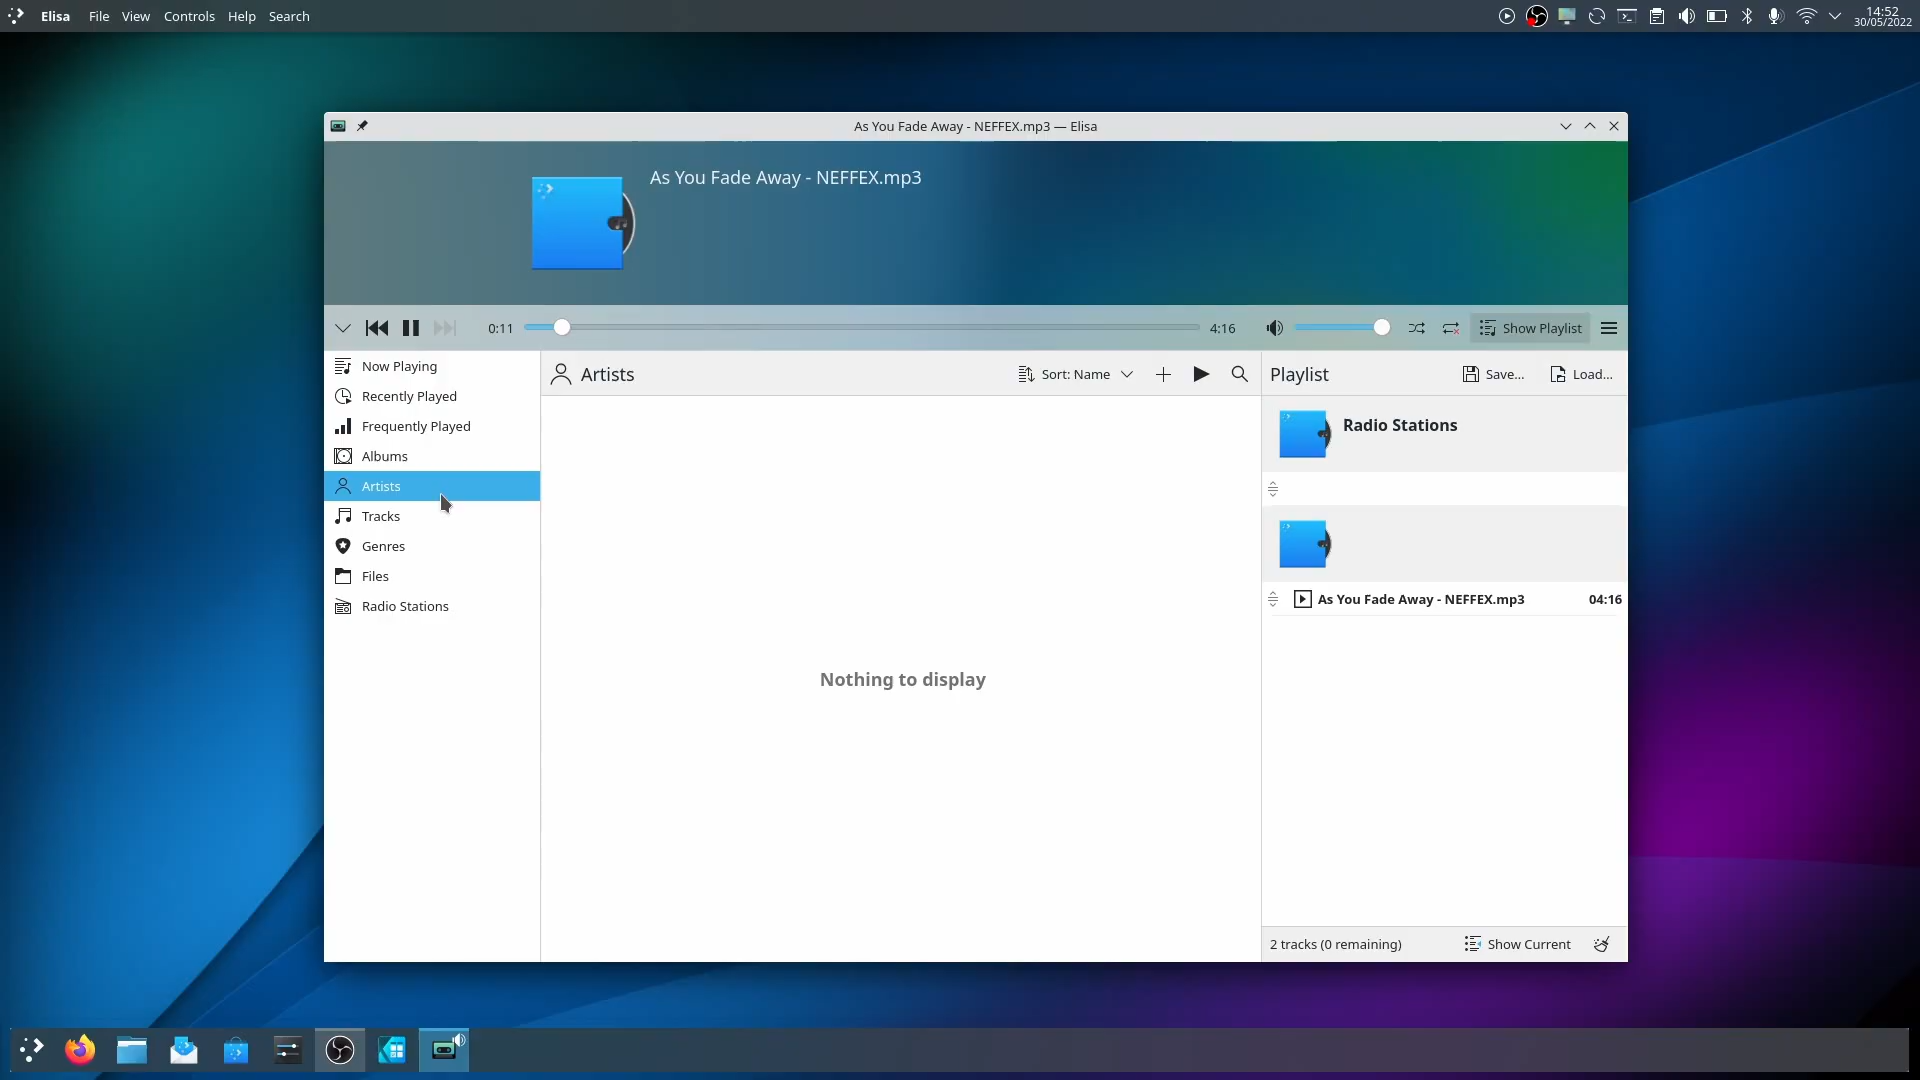 Elisa File View Controls Help Search
14:52
30/05/2022
As You Fade Away - NEFFEX.mp3 — Elisa
As You Fade Away - NEFFEX.mp3
0:11 4:16 Show Playlist
Now Playing
Recently Played
Frequently Played
Albums
Artists
Tracks
Genres
Files
Radio Stations
Artists Sort: Name
Nothing to display
Playlist Save... Load...
Radio Stations
As You Fade Away - NEFFEX.mp3 04:16
2 tracks (0 remaining) Show Current